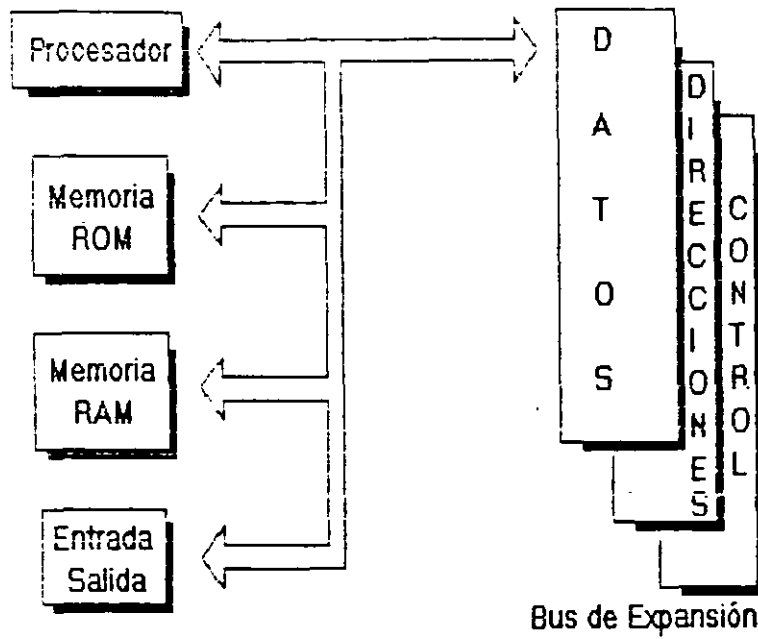 Procesador
Memoria
ROM
Memoria
RAM
Entrada
Salida
DATOS
DIRECCIONES
CONTROL
Bus de Expansión